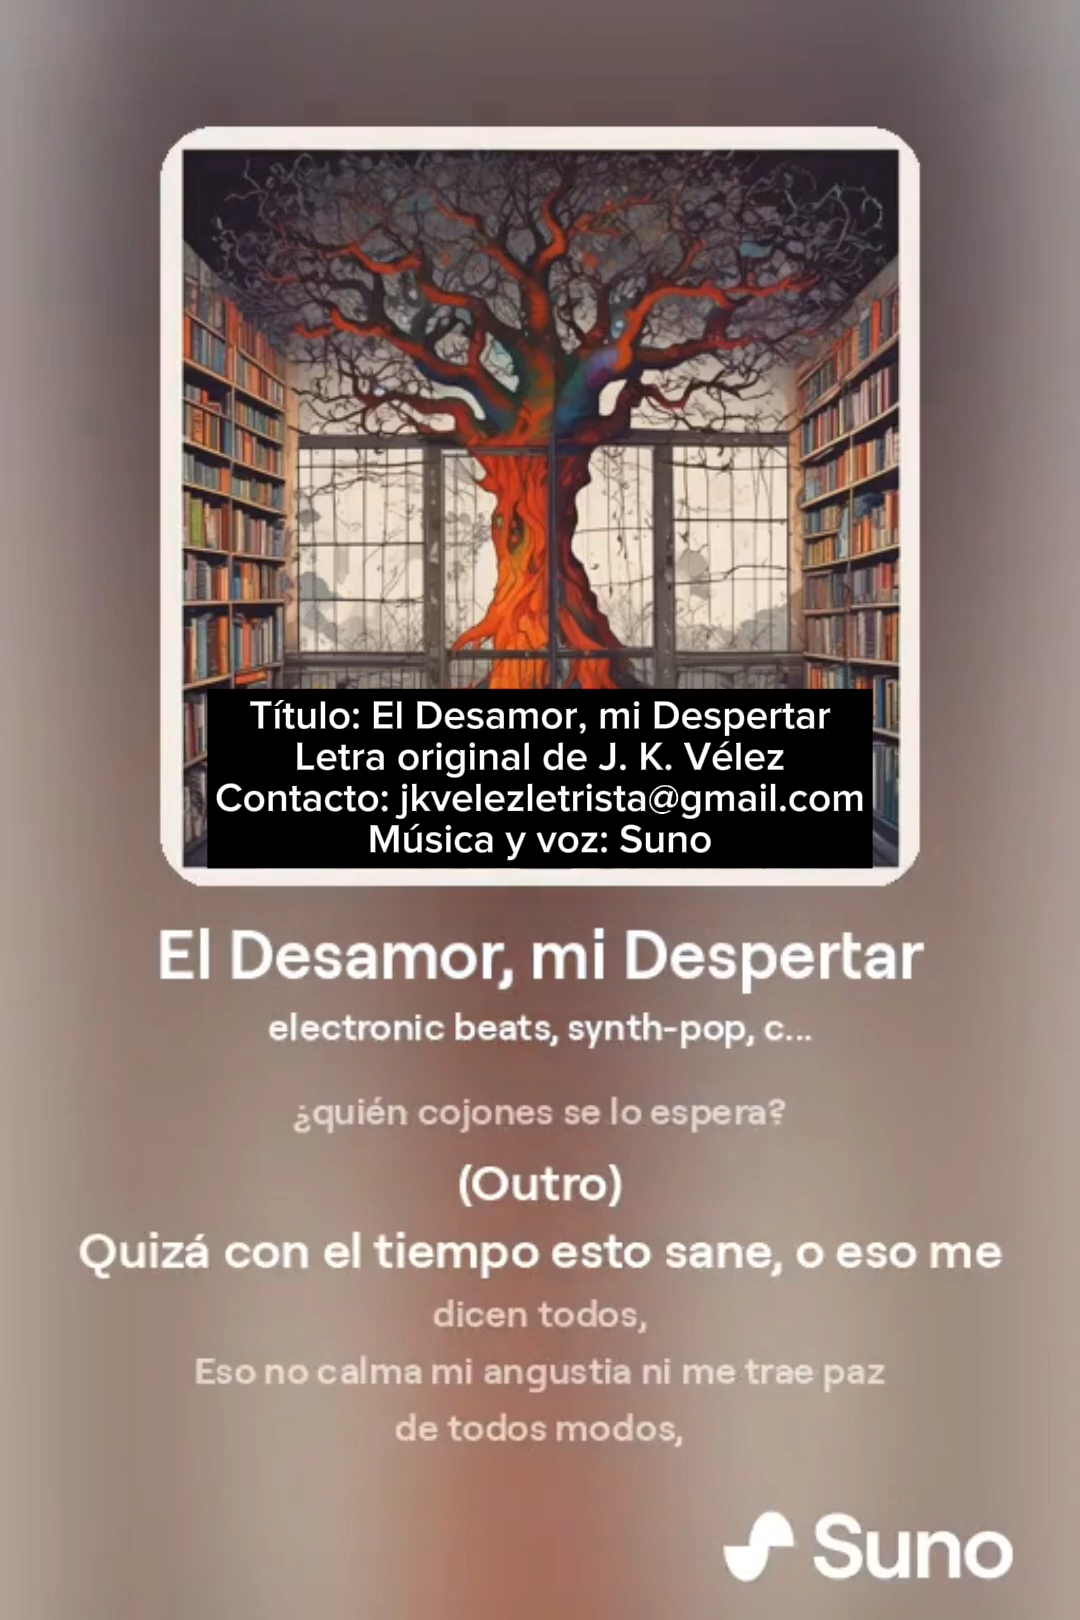 Título: El Desamor, mi Despertar
Letra original de J. K. Vélez
Contacto: jkvelezletrista@gmail.com
Música y voz: Suno
El Desamor, mi Despertar
electronic beats, synth-pop, c...
¿quién cojones se lo espera?
(Outro)
Quizá con el tiempo esto sane, o eso me
dicen todos,
Eso no calma mi angustia ni me trae paz
de todos modos,
Suno